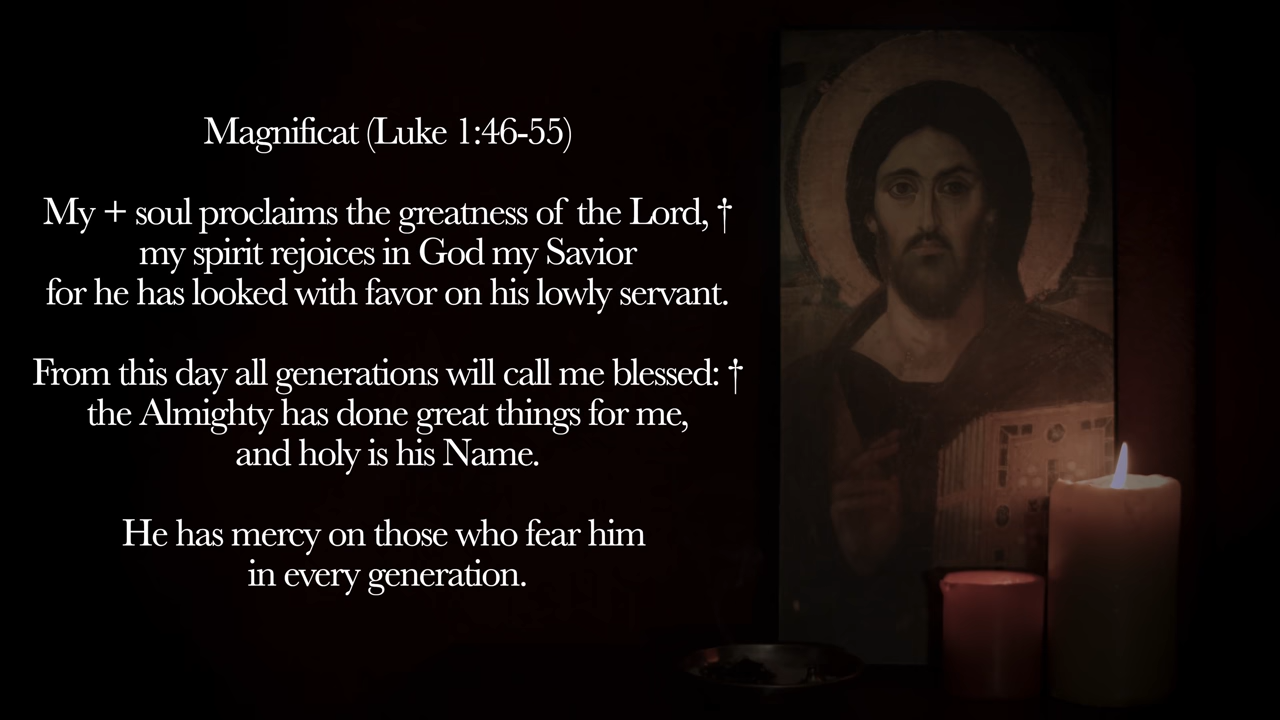 Magnificat (Luke 1:46-55)
My + soul proclaims the greatness of the Lord, †
my spirit rejoices in God my Savior
for he has looked with favor on his lowly servant.
From this day all generations will call me blessed: †
the Almighty has done great things for me,
and holy is his Name.
He has mercy on those who fear him
in every generation.